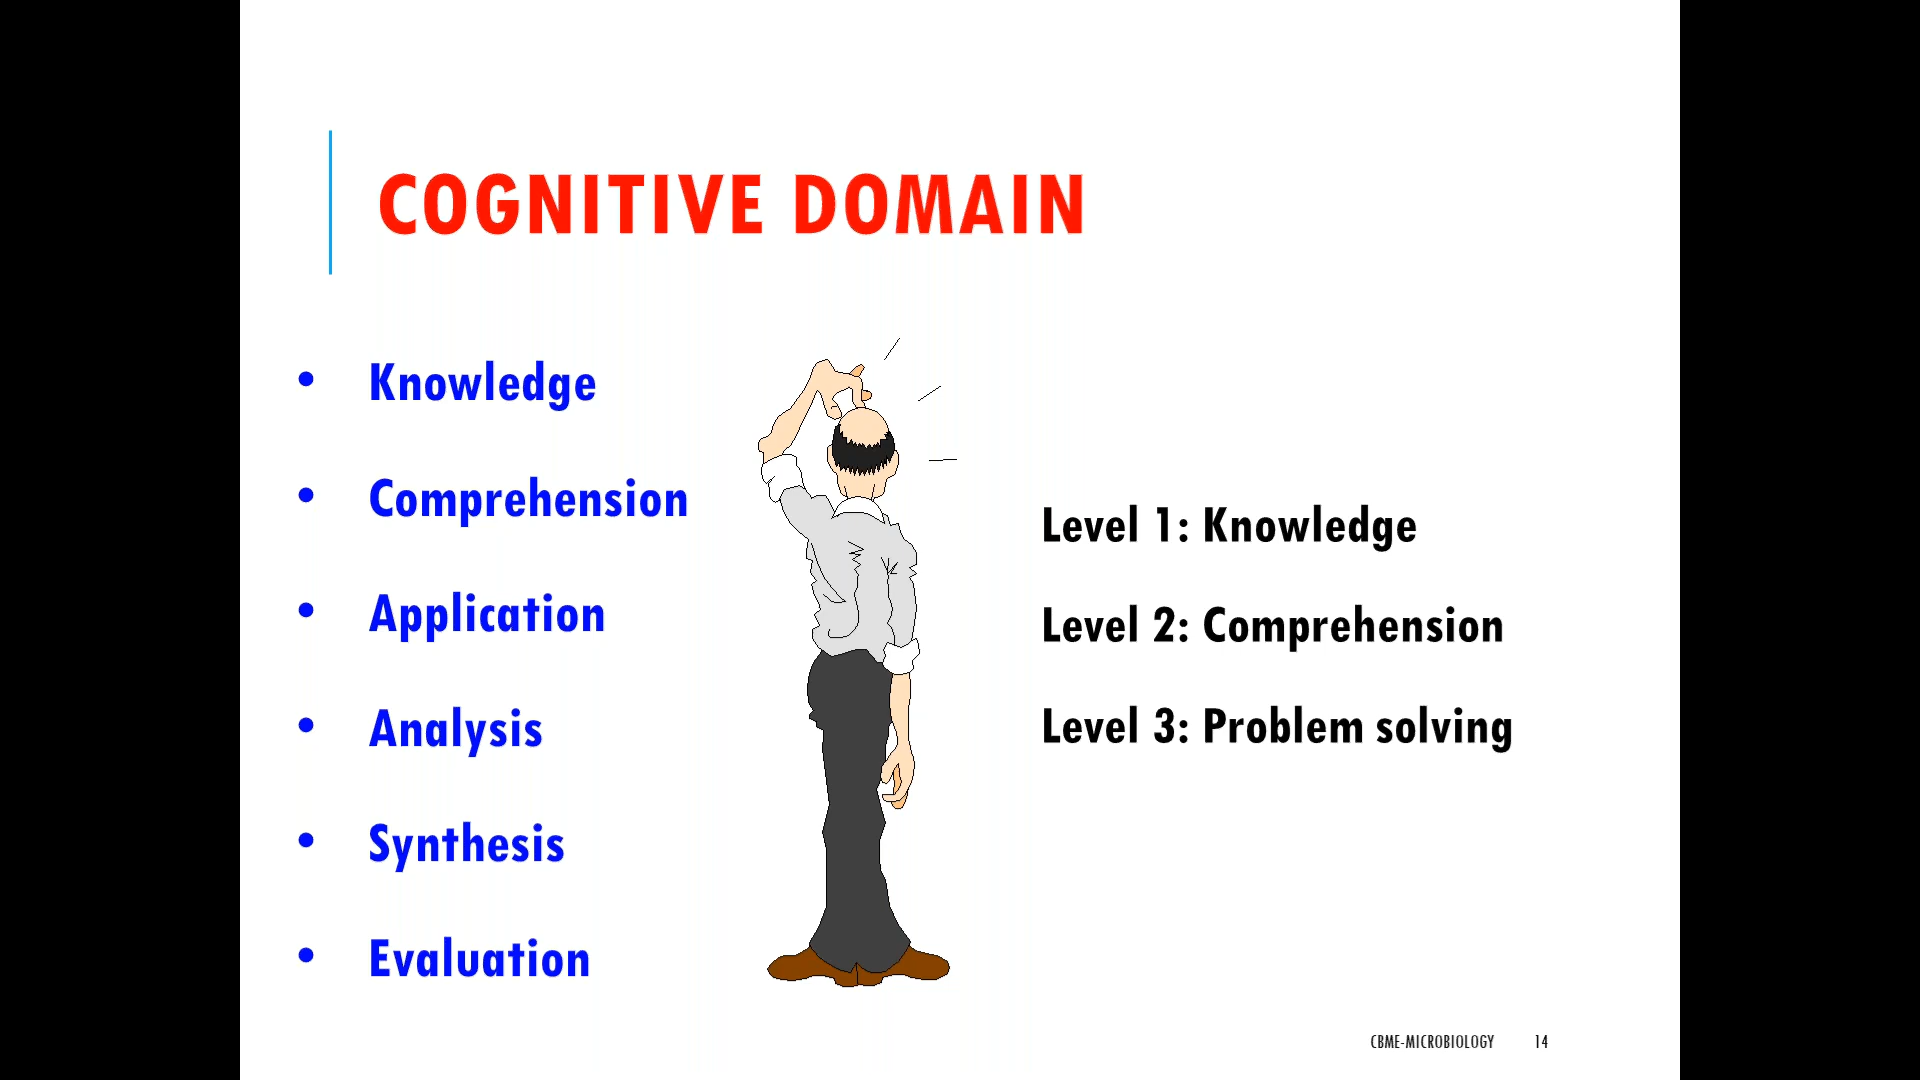 COGNITIVE DOMAIN
• Knowledge
• Comprehension
• Application
• Analysis
• Synthesis
• Evaluation
Level 1: Knowledge
Level 2: Comprehension
Level 3: Problem solving
CBME-MICROBIOLOGY 14